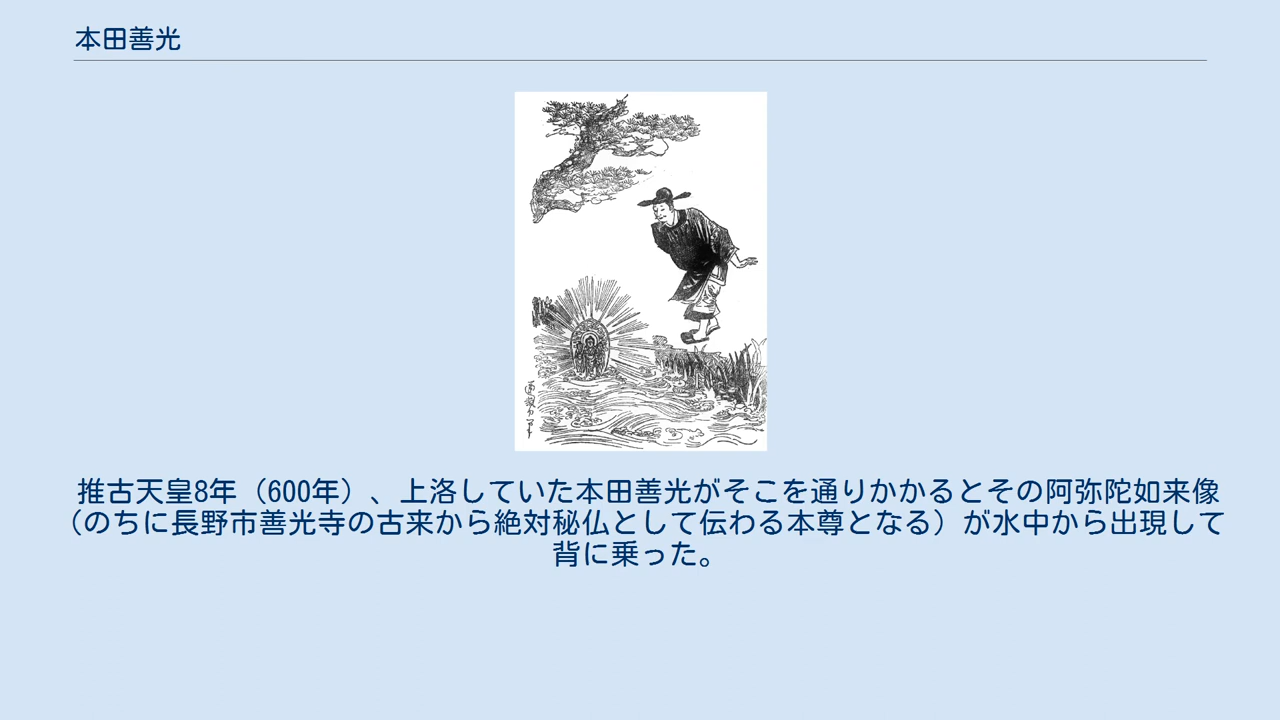 本田善光
推古天皇8年（600年）、上洛していた本田善光がそこを通りかかるとその阿弥陀如来像
（のちに長野市善光寺の古来から絶対秘仏として伝わる本尊となる）が水中から出現して
背に乗った。